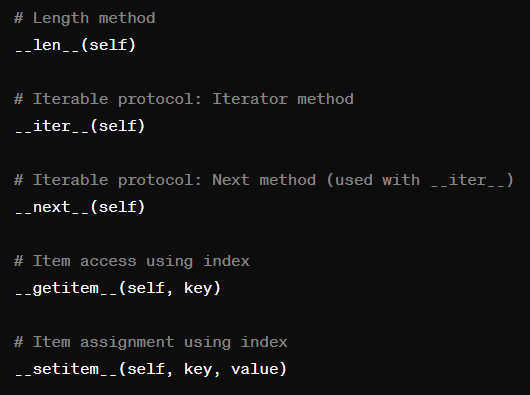 # Length method
__len__(self)
# Iterable protocol: Iterator method
__iter__(self)
# Iterable protocol: Next method (used with __iter__)
__next__(self)
# Item access using index
__getitem__(self, key)
# Item assignment using index
__setitem__(self, key, value)